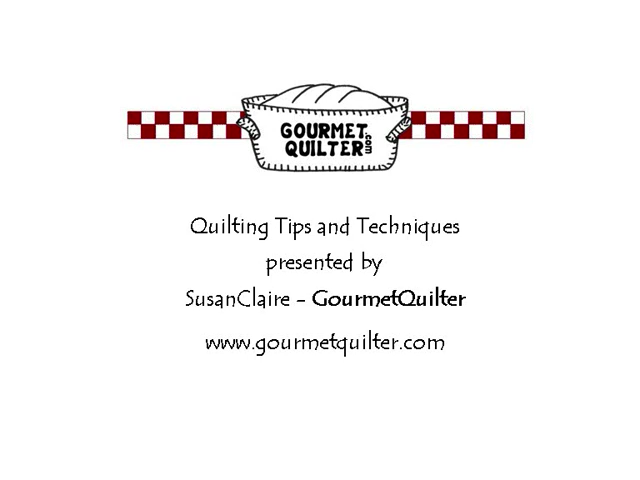 GOURMET
QUILTER.com
Quilting Tips and Techniques
presented by
SusanClaire - GourmetQuilter
www.gourmetquilter.com